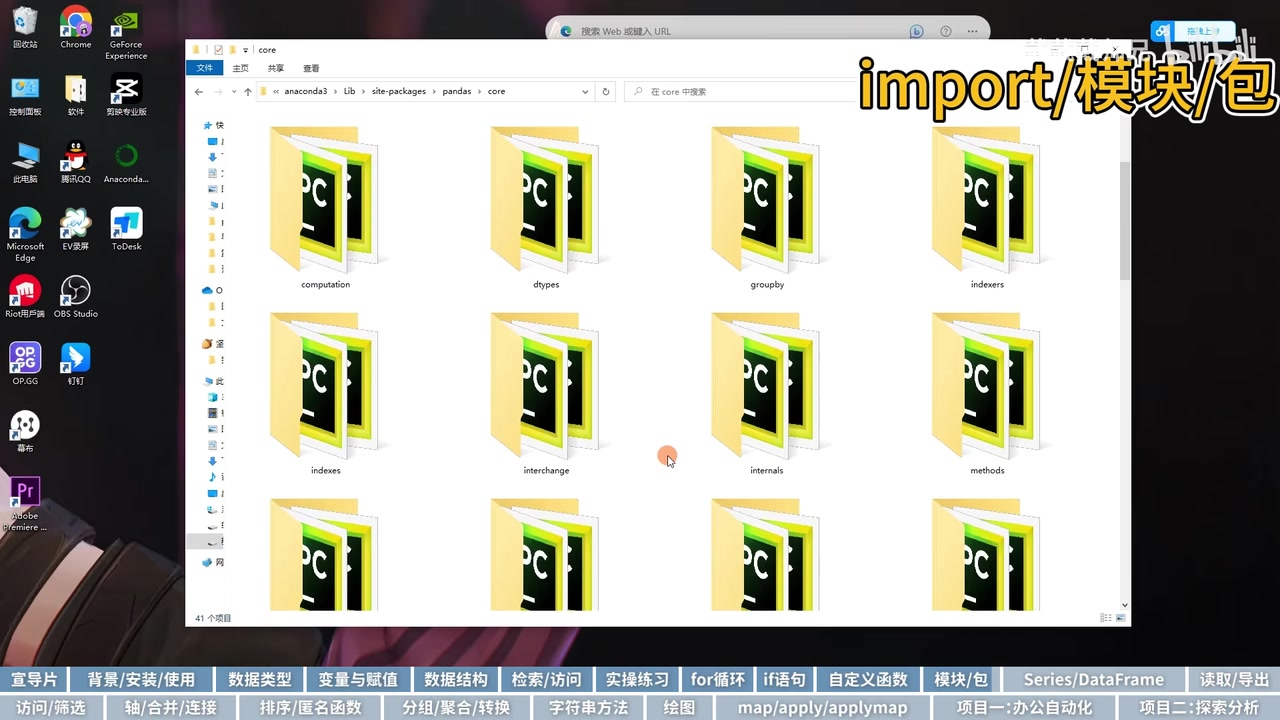 回收站
Chrome
GeForce
Experience
控制面板
软件
剪映专业版
此电脑
腾讯QQ
Anaconda...
Microsoft
Edge
EV录屏
ToDesk
Riot用戶端
OBS Studio
OP.GG
钉钉
幕布
Adobe
Premiere ...
搜索 Web 或键入 URL
拖拽上传
bilibili
import/模块/包
core
文件 主页 共享 查看
« anaconda3 › Lib › site-packages › pandas › core
在 core 中搜索
快
此
网
computation
dtypes
groupby
indexers
indexes
interchange
internals
methods
41 个项目
宣导片 背景/安装/使用 数据类型 变量与赋值 数据结构 检索/访问 实操练习 for循环 if语句 自定义函数 模块/包 Series/DataFrame 读取/导出
访问/筛选 轴/合并/连接 排序/匿名函数 分组/聚合/转换 字符串方法 绘图 map/apply/applymap 项目一:办公自动化 项目二:探索分析